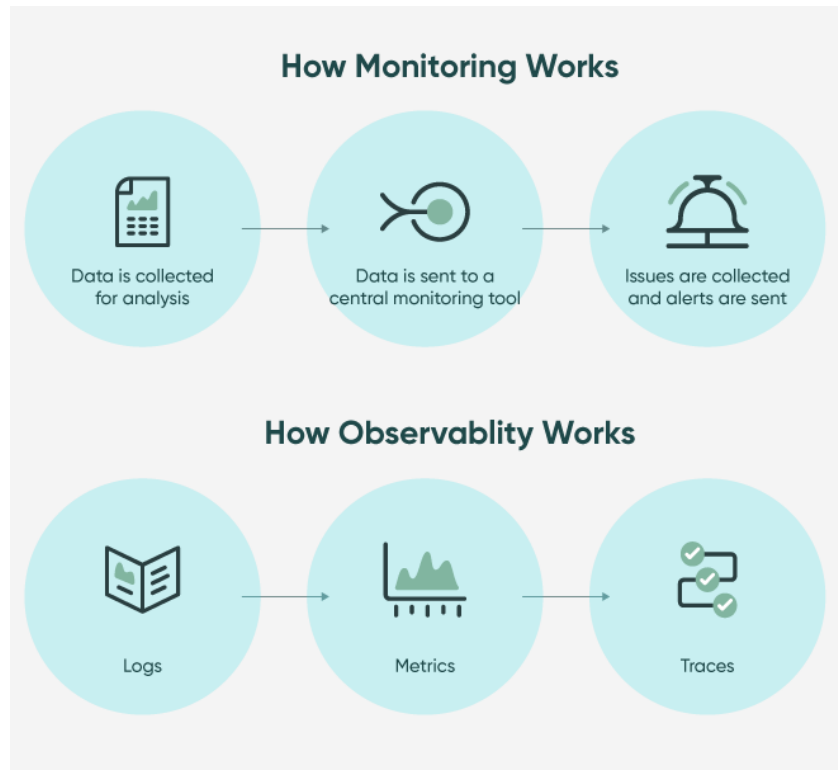 How Monitoring Works
Data is collected
for analysis
Data is sent to a
central monitoring tool
Issues are collected
and alerts are sent
How Observablity Works
Logs
Metrics
Traces